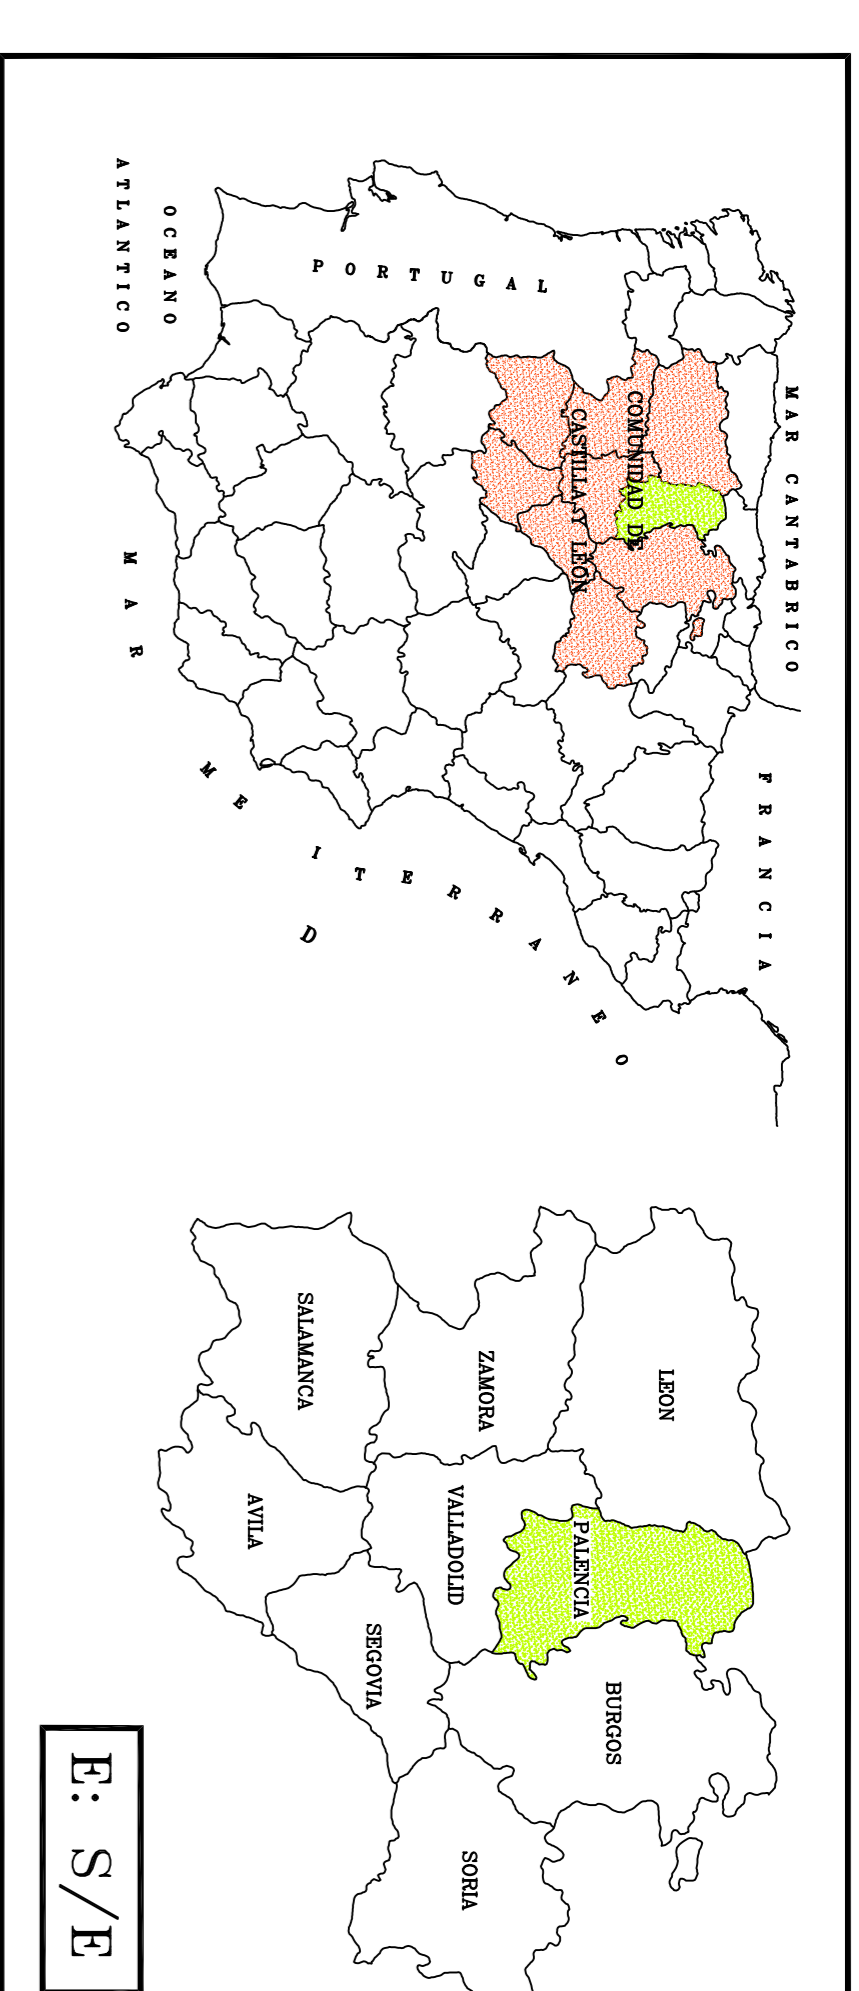 MAR CANTABRICO
FRANCIA
COMUNIDAD DE
CASTILLA Y LEON
PORTUGAL
OCEANO
ATLANTICO
MAR
MEDITERRANEO
LEON
PALENCIA
BURGOS
ZAMORA
VALLADOLID
SORIA
SALAMANCA
SEGOVIA
AVILA
E: S/E